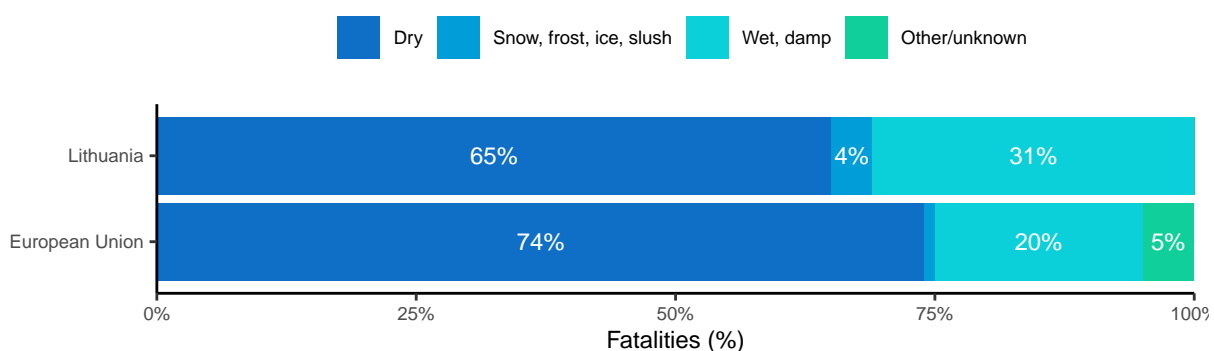 Dry Snow, frost, ice, slush Wet, damp Other/unknown
Lithuania 65% 4% 31%
European Union 74% 20% 5%
0% 25% 50% 75% 100%
Fatalities (%)